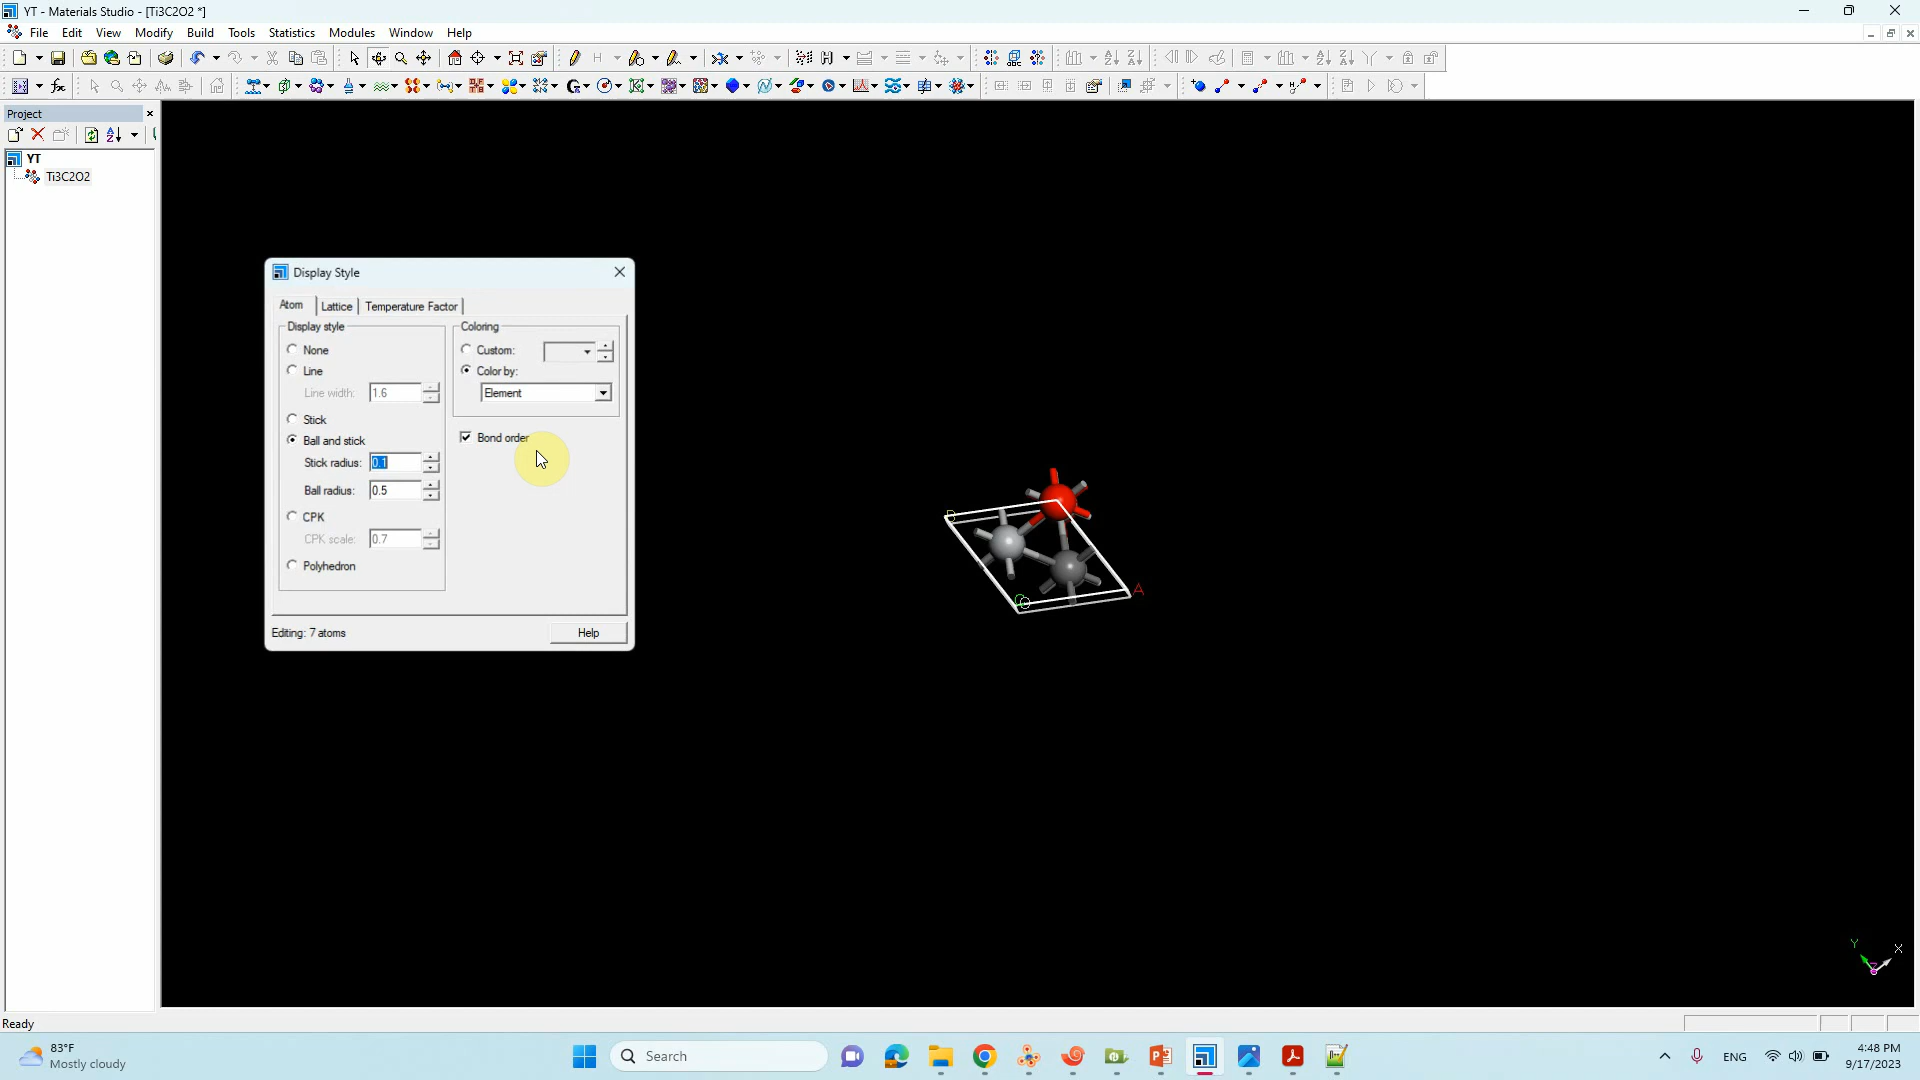 YT - Materials Studio - [Ti3C2O2 *]
File Edit View Modify Build Tools Statistics Modules Window Help
Project
YT
Ti3C2O2
Display Style
Atom Lattice Temperature Factor
Display style
None
Line
Line width: 1.6
Stick
Ball and stick
Stick radius: 0.1
Ball radius: 0.5
CPK
CPK scale: 0.7
Polyhedron
Coloring
Custom:
Color by:
Element
Bond order
Editing: 7 atoms
Help
A
O
Y
X
Z
Ready
83°F
Mostly cloudy
Search
ENG
4:48 PM
9/17/2023